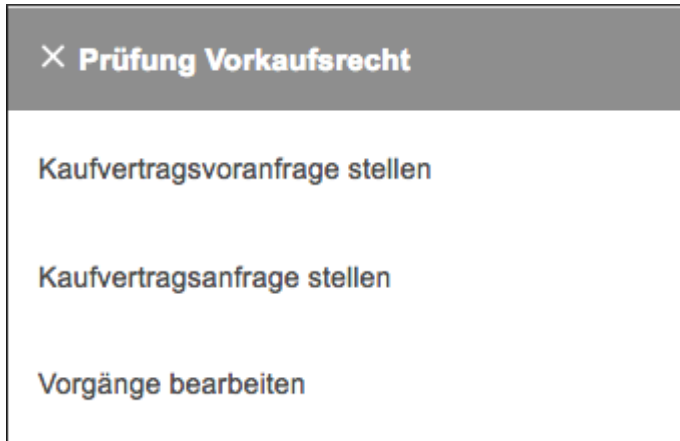 Prüfung Vorkaufsrecht
Kaufvertragsvoranfrage stellen
Kaufvertragsanfrage stellen
Vorgänge bearbeiten